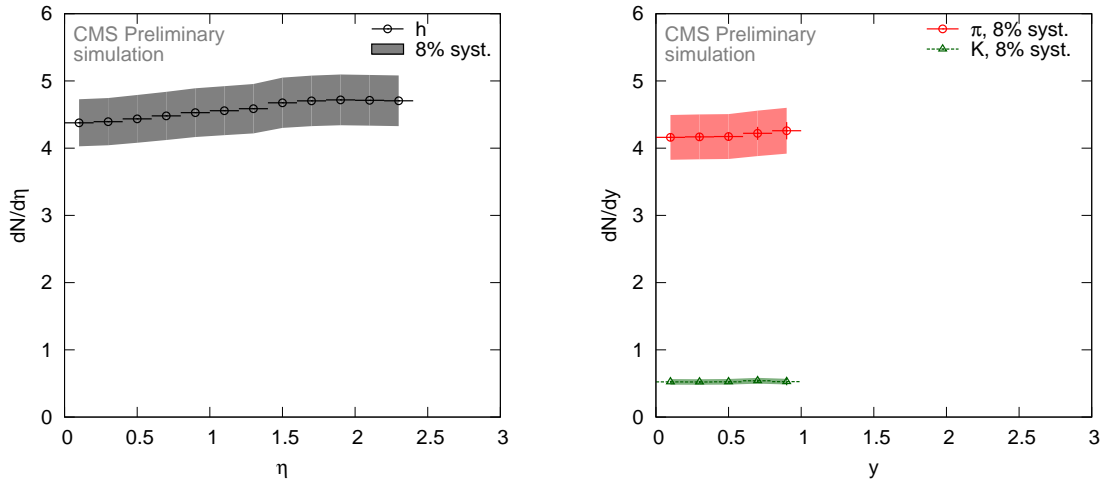 CMS Preliminary
simulation
h
8% syst.
dN/dη
6
5
4
3
2
1
0
0 0.5 1 1.5 2 2.5 3
η
CMS Preliminary
simulation
π, 8% syst.
K, 8% syst.
dN/dy
6
5
4
3
2
1
0
0 0.5 1 1.5 2 2.5 3
y